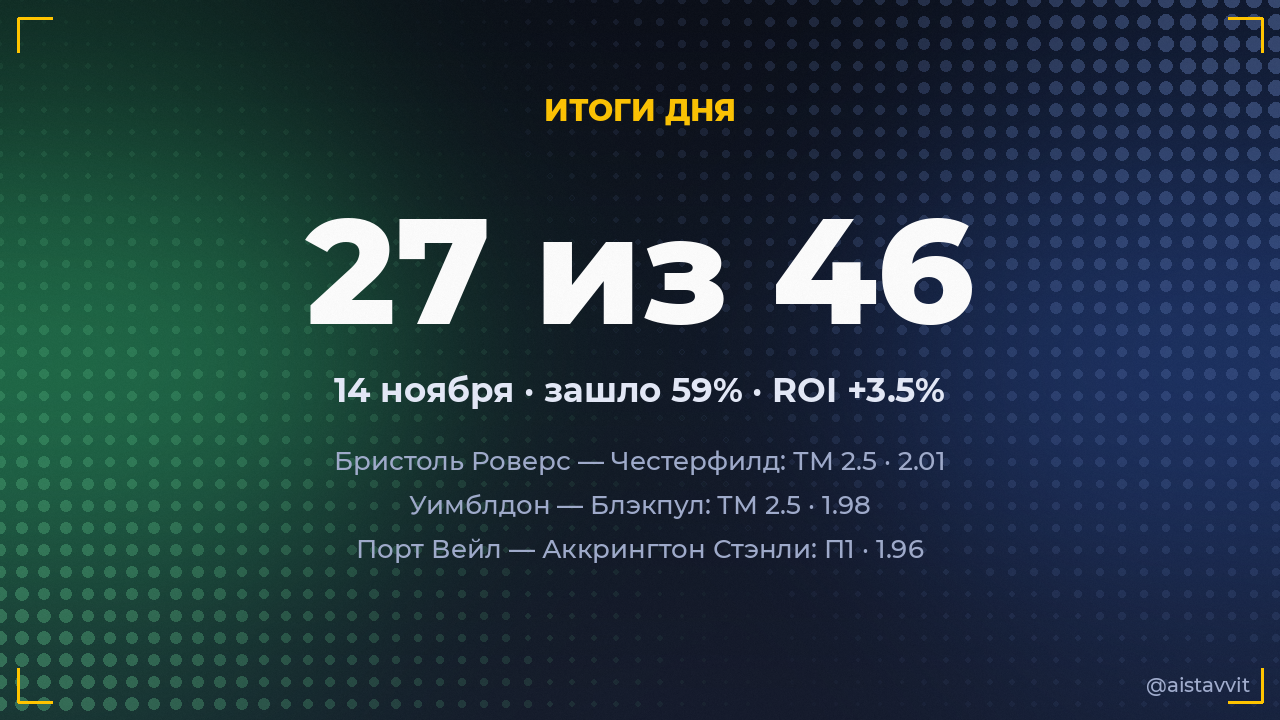 ИТОГИ ДНЯ
27 из 46
14 ноября · зашло 59% · ROI +3.5%
Бристоль Роверс — Честерфилд: ТМ 2.5 · 2.01
Уимблдон — Блэкпул: ТМ 2.5 · 1.98
Порт Вейл — Аккрингтон Стэнли: П1 · 1.96
@aistavvit